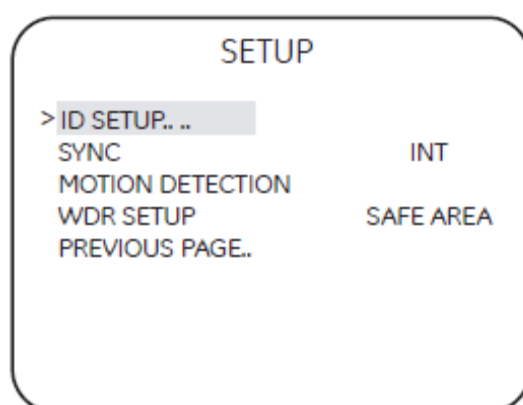 SETUP
> ID SETUP.. ..
SYNC INT
MOTION DETECTION
WDR SETUP SAFE AREA
PREVIOUS PAGE..